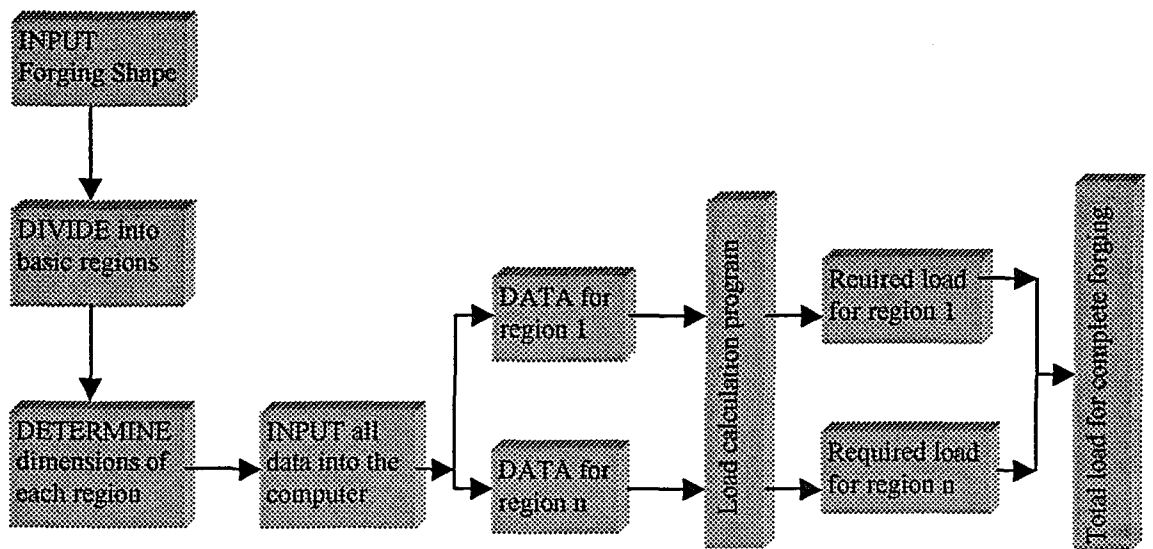 INPUT
Forging Shape
DIVIDE into
basic regions
DETERMINE
dimensions of
each region
INPUT all
data into the
computer
DATA for
region 1
DATA for
region n
Load calculation program
Reuired load
for region 1
Required load
for region n
Total load for complete forging